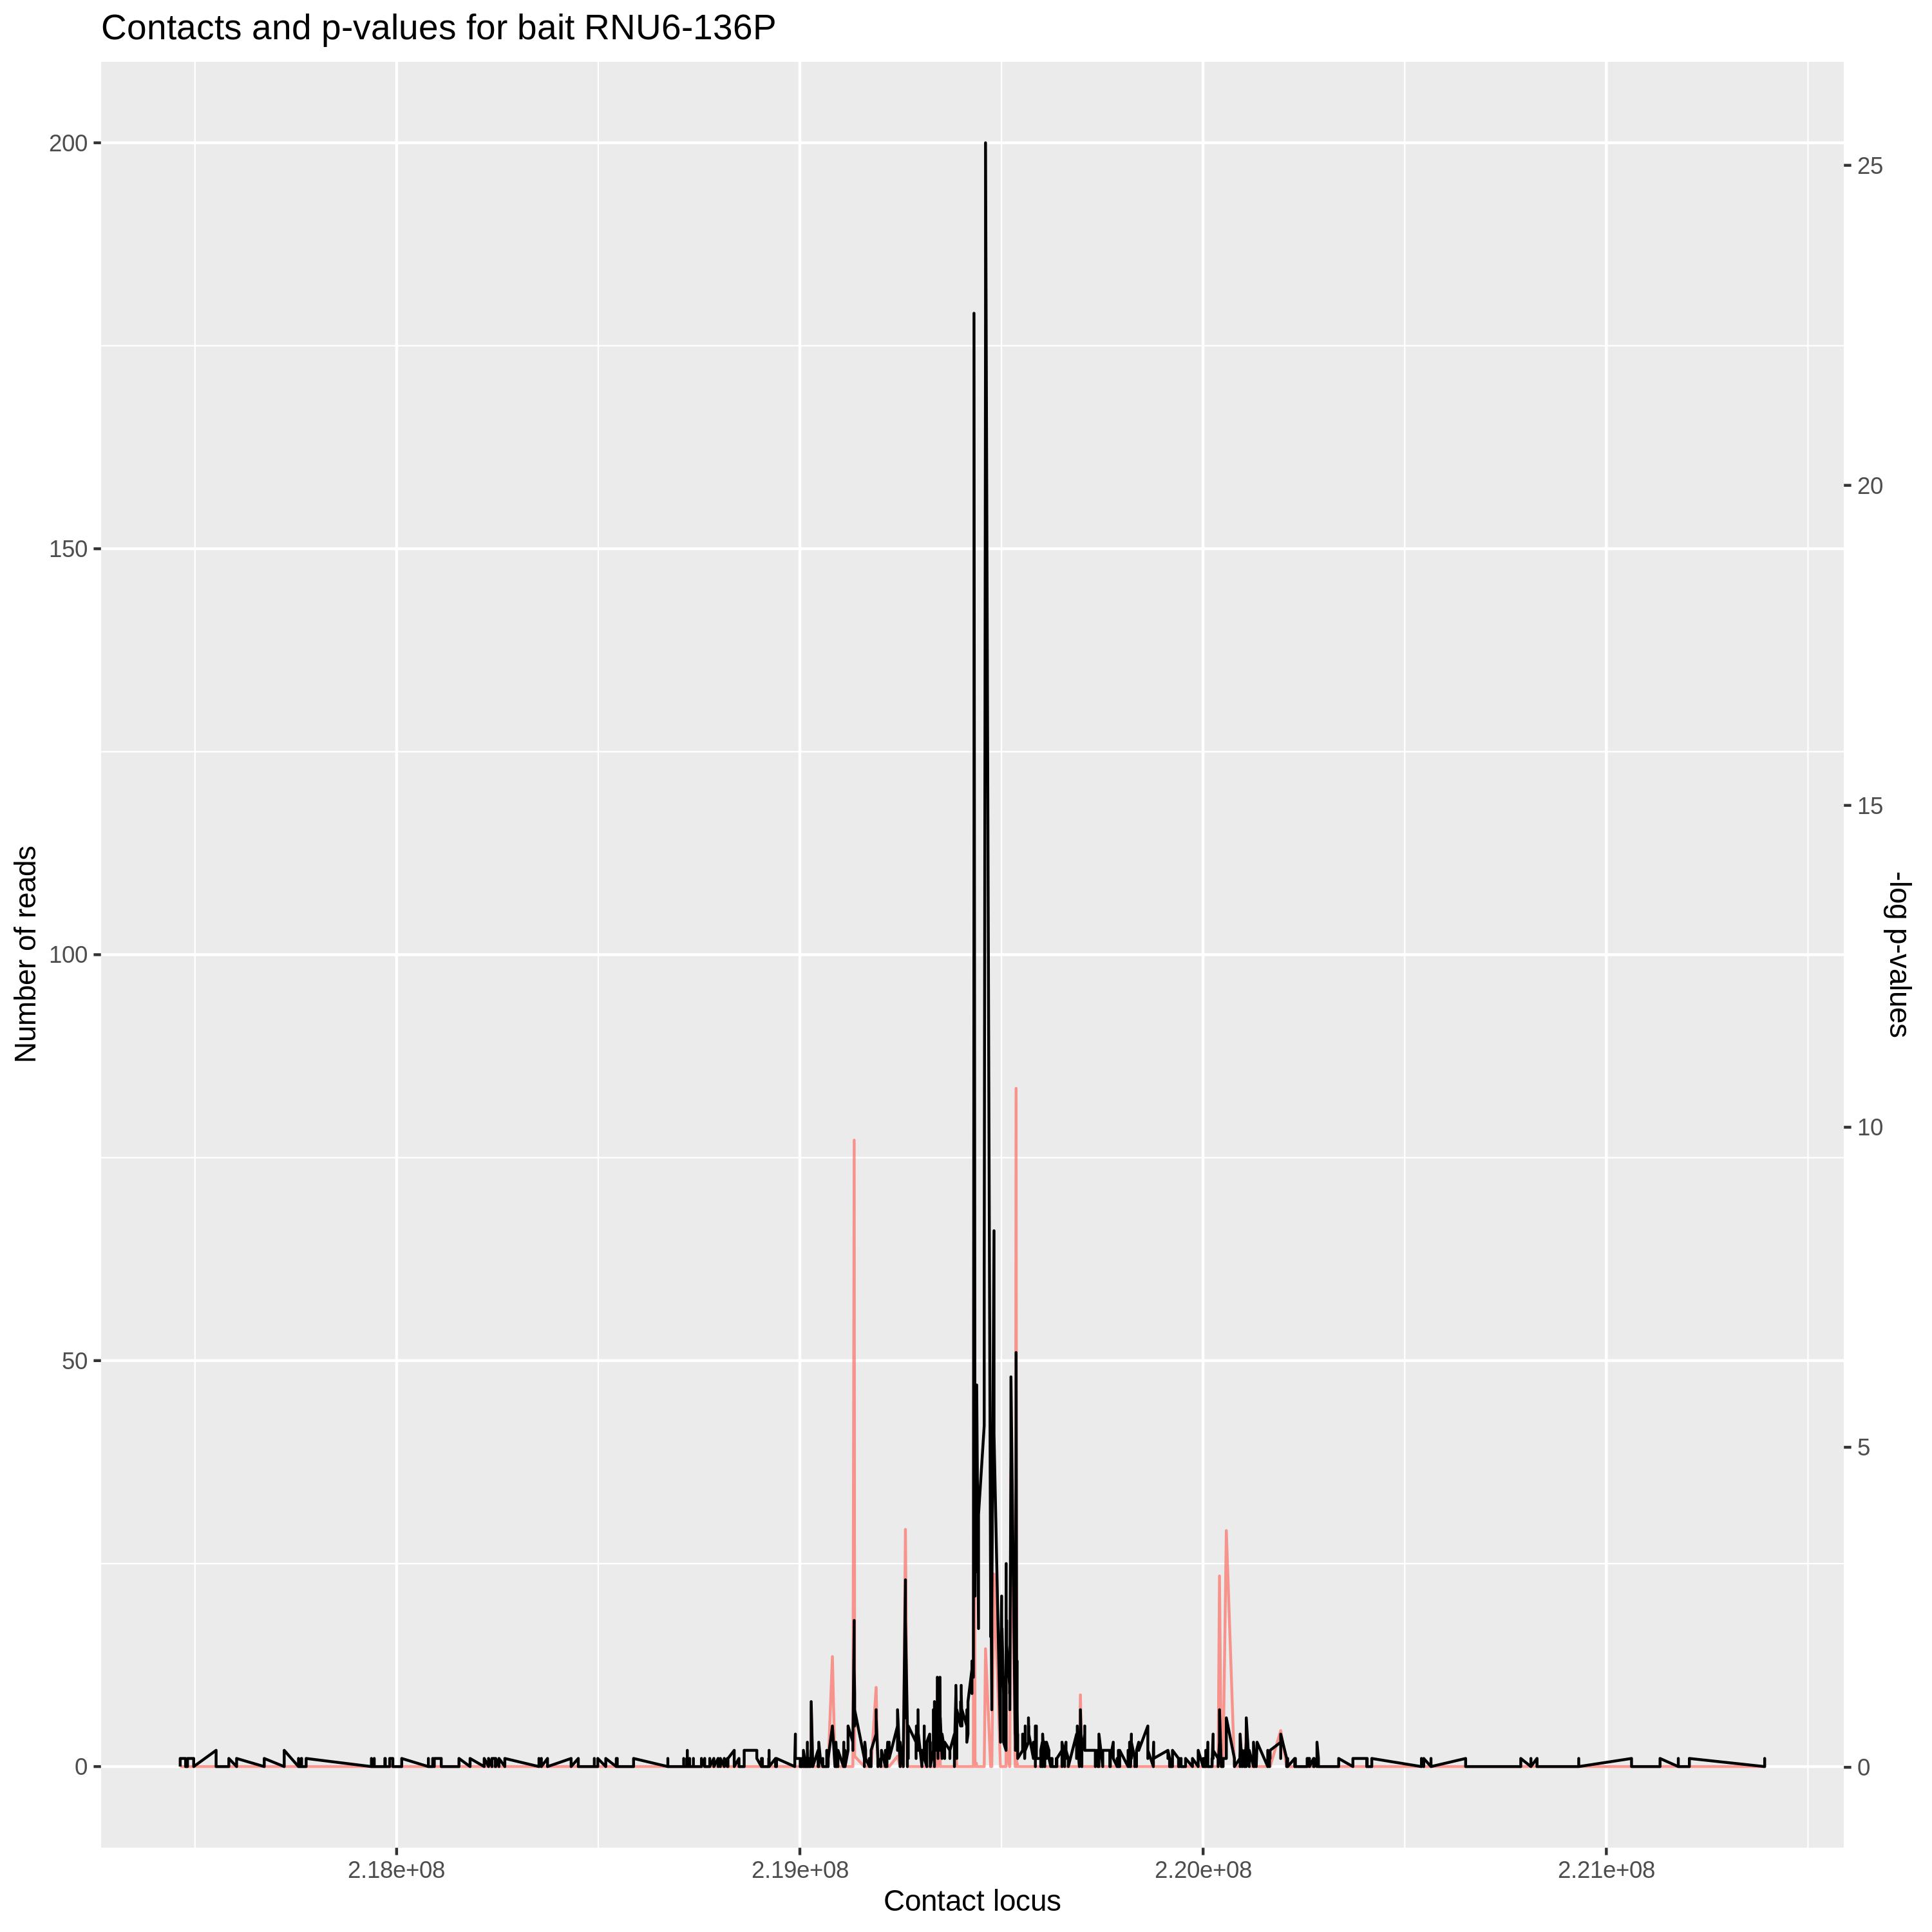 Contacts and p-values for bait RNU6-136P
200
150
100
50
0
Number of reads
25
20
15
10
5
0
-log p-values
2.18e+08
2.19e+08
2.20e+08
2.21e+08
Contact locus